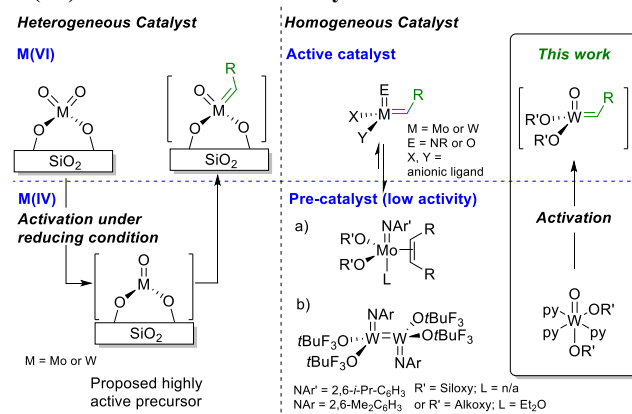 Heterogeneous Catalyst
Homogeneous Catalyst
M(VI)
O
O
M
O
O
SiO2
R
O
M
O
O
SiO2
M(IV)
Activation under
reducing condition
O
M
O
O
SiO2
M = Mo or W
Proposed highly
active precursor
Active catalyst
E
R
X
M
Y
M = Mo or W
E = NR or O
X, Y =
anionic ligand
Pre-catalyst (low activity)
a)
NAr'
R
R'O
Mo
R'O
L
R
b)
NAr
OtBuF3
tBuF3O
OtBuF3
W
W
tBuF3O
NAr
NAr' = 2,6-i-Pr-C6H3 R' = Siloxy; L = n/a
NAr = 2,6-Me2C6H3 or R' = Alkoxy; L = Et2O
This work
O
R
R'O
W
R'O
Activation
O
py
OR'
W
py
py
OR'